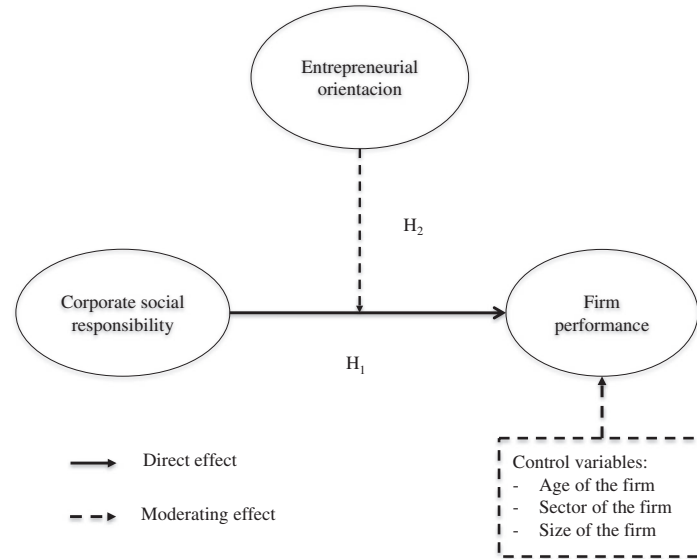 Entrepreneurial
orientacion
H₂
Corporate social
responsibility
Firm
performance
H₁
Direct effect
Moderating effect
Control variables:
- Age of the firm
- Sector of the firm
- Size of the firm